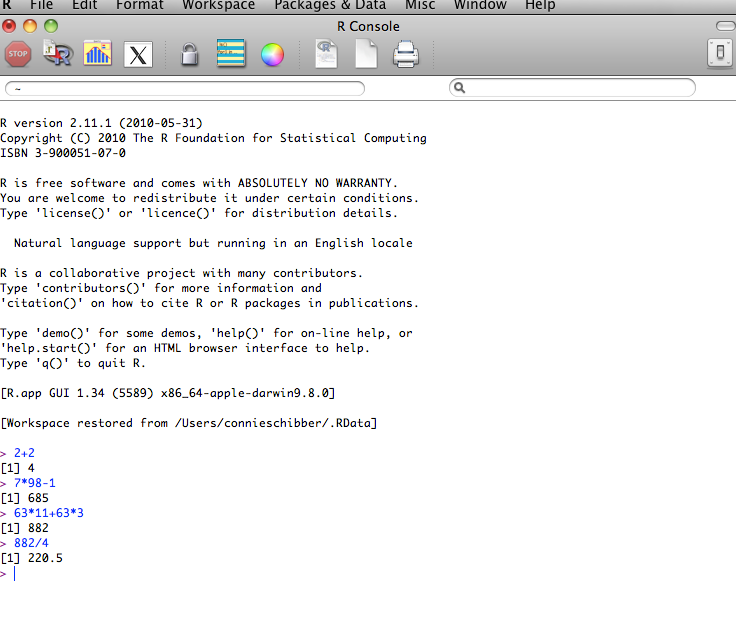 R File Edit Format Workspace Packages & Data Misc Window Help
R Console
STOP
R
X
R
~
R version 2.11.1 (2010-05-31)
Copyright (C) 2010 The R Foundation for Statistical Computing
ISBN 3-900051-07-0
R is free software and comes with ABSOLUTELY NO WARRANTY.
You are welcome to redistribute it under certain conditions.
Type 'license()' or 'licence()' for distribution details.
Natural language support but running in an English locale
R is a collaborative project with many contributors.
Type 'contributors()' for more information and
'citation()' on how to cite R or R packages in publications.
Type 'demo()' for some demos, 'help()' for on-line help, or
'help.start()' for an HTML browser interface to help.
Type 'q()' to quit R.
[R.app GUI 1.34 (5589) x86_64-apple-darwin9.8.0]
[Workspace restored from /Users/connieschibber/.RData]
> 2+2
[1] 4
> 7*98-1
[1] 685
> 63*11+63*3
[1] 882
> 882/4
[1] 220.5
>